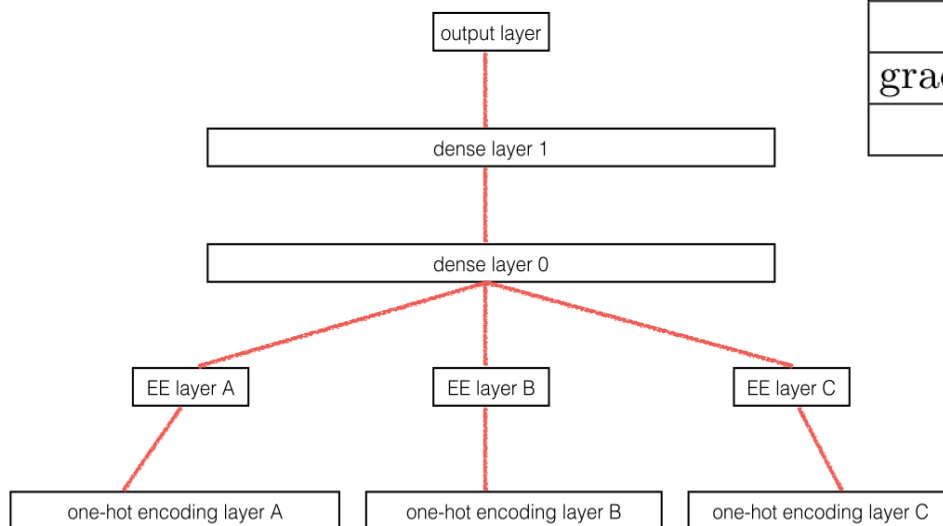 output layer
dense layer 1
dense layer 0
EE layer A
EE layer B
EE layer C
one-hot encoding layer A
one-hot encoding layer B
one-hot encoding layer C